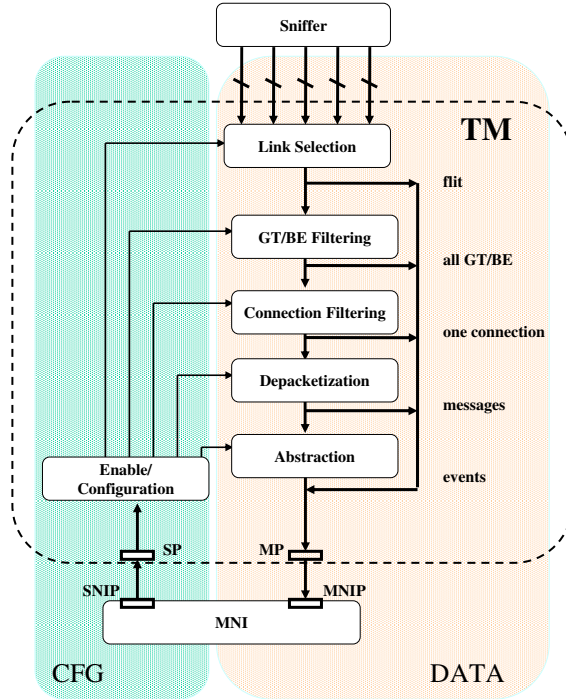 Sniffer
TM
Link Selection
flit
GT/BE Filtering
all GT/BE
Connection Filtering
one connection
Depacketization
messages
Abstraction
events
Enable/
Configuration
SP
MP
SNIP
MNIP
MNI
CFG
DATA